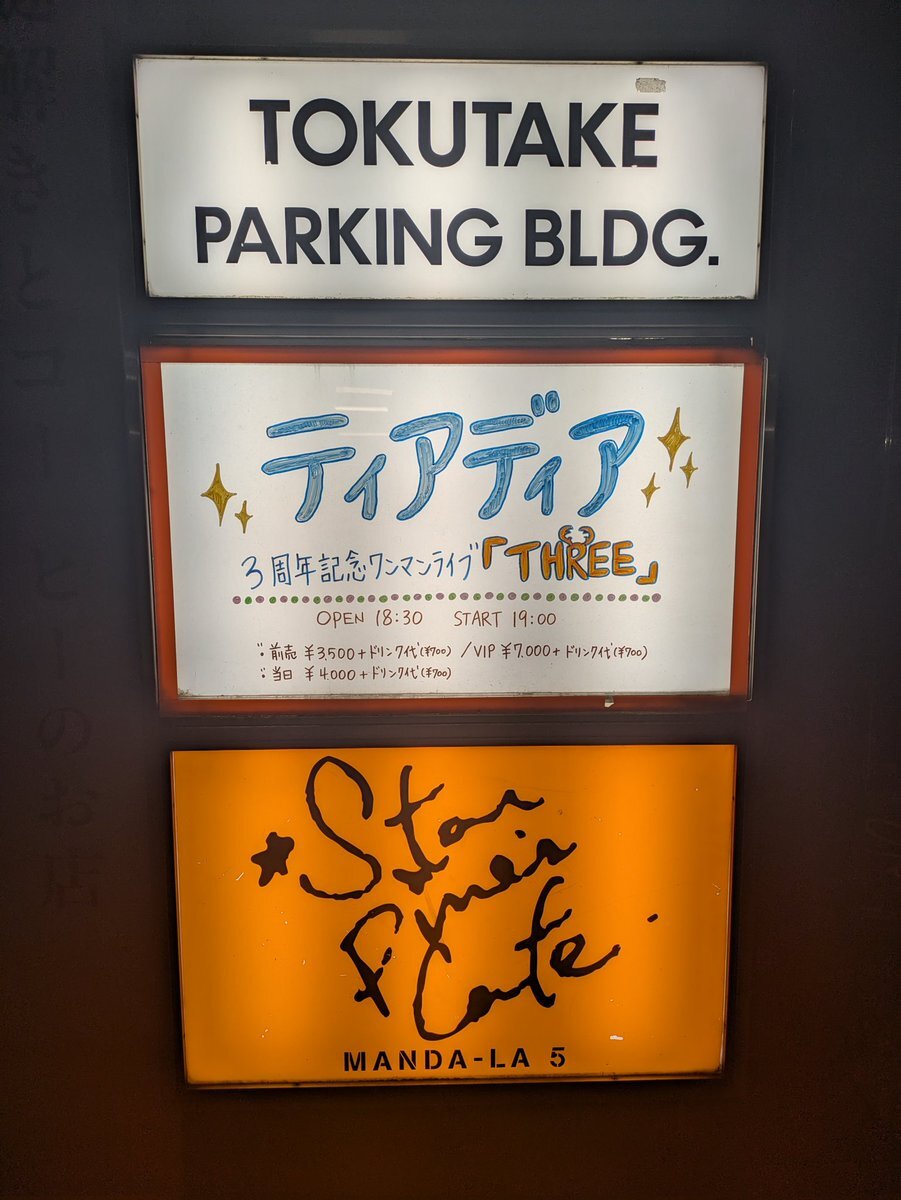 TOKUTAKE
PARKING BLDG.
ティアディア
3周年記念ワンマンライブ「THREE」
OPEN 18:30 START 19:00
前売 ¥3,500+ドリンク代(¥700) / VIP ¥7,000+ドリンク代(¥700)
当日 ¥4000+ドリンク代(¥700)
Star
Pine's
Cafe
MANDA-LA 5